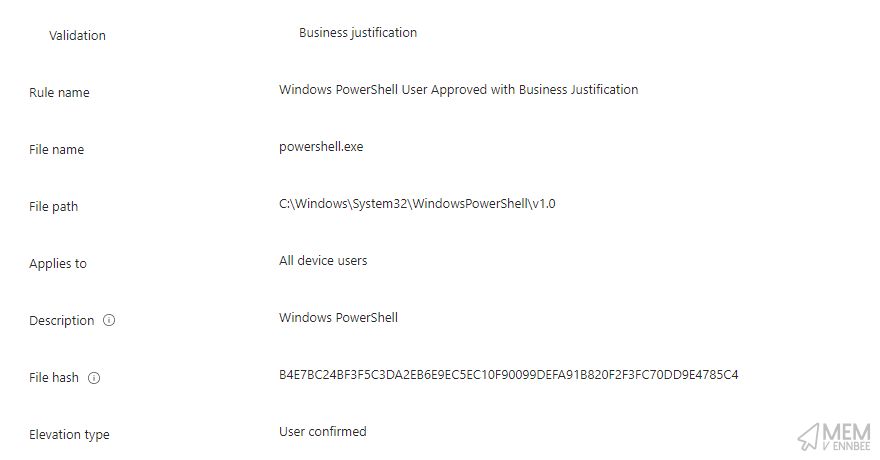 Validation Business justification
Rule name Windows PowerShell User Approved with Business Justification
File name powershell.exe
File path C:\Windows\System32\WindowsPowerShell\v1.0
Applies to All device users
Description Windows PowerShell
File hash B4E7BC24BF3F5C3DA2EB6E9EC5EC10F90099DEFA91B820F2F3FC70DD9E4785C4
Elevation type User confirmed
MEM
V ENNBEE